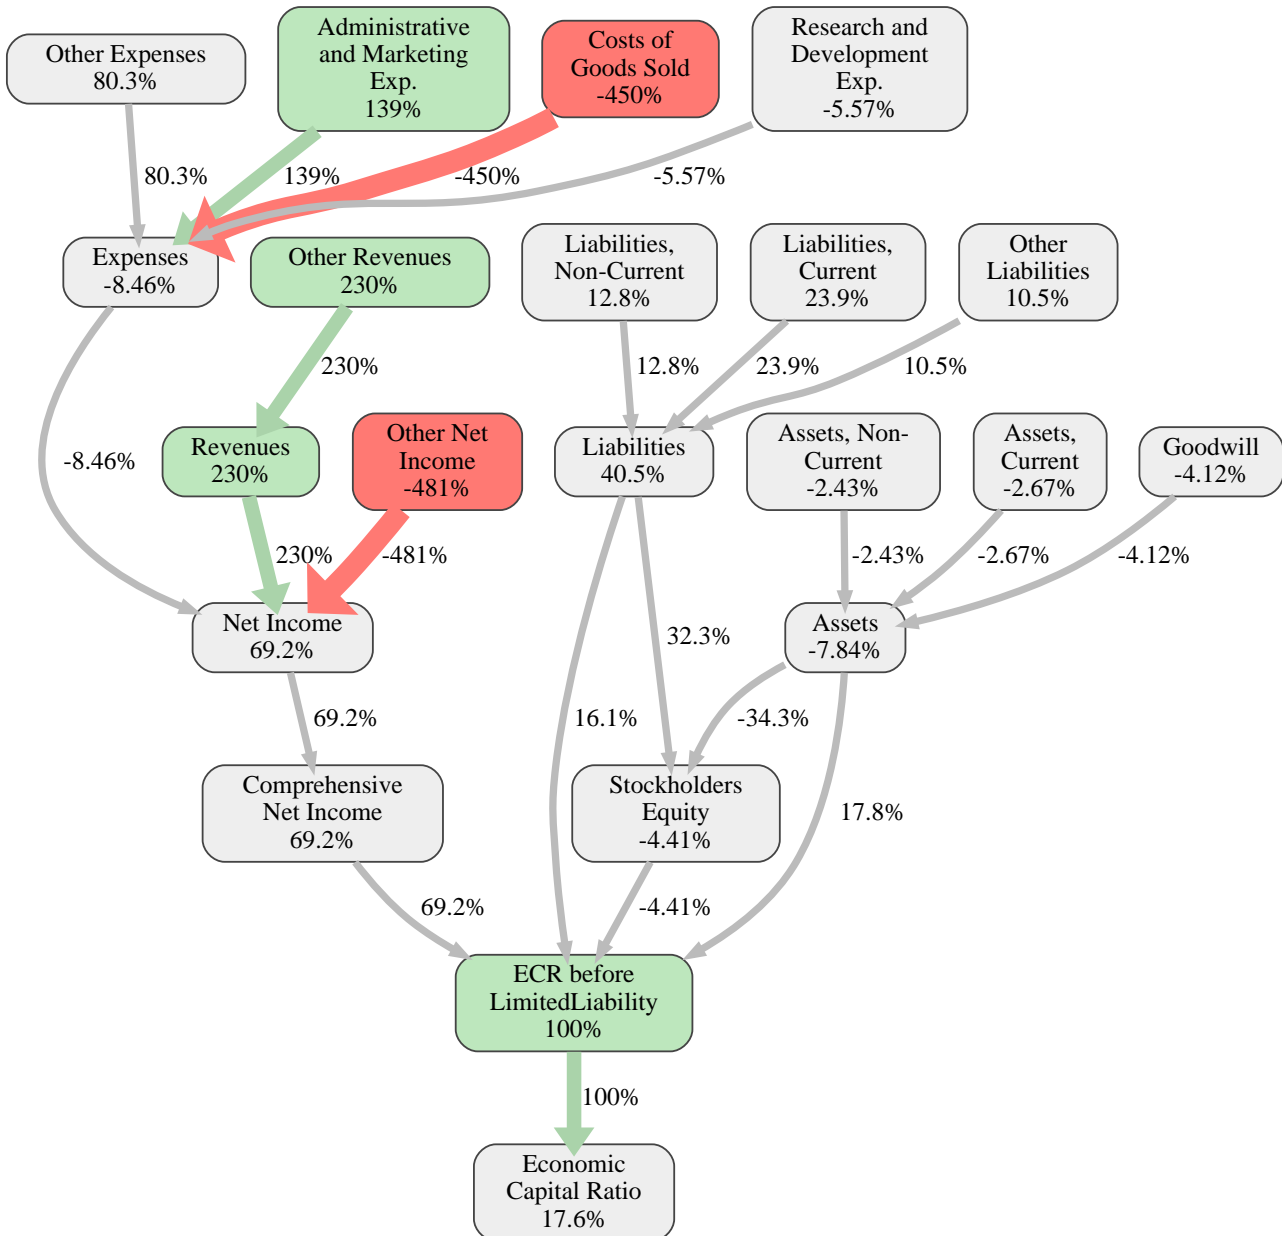 Other Expenses
80.3%
Administrative
and Marketing
Exp.
139%
Costs of
Goods Sold
-450%
Research and
Development
Exp.
-5.57%
80.3%
139%
-450%
-5.57%
Expenses
-8.46%
Other Revenues
230%
Liabilities,
Non-Current
12.8%
Liabilities,
Current
23.9%
Other
Liabilities
10.5%
230%
12.8%
23.9%
10.5%
-8.46%
Revenues
230%
Other Net
Income
-481%
Liabilities
40.5%
Assets, Non-
Current
-2.43%
Assets,
Current
-2.67%
Goodwill
-4.12%
230%
-481%
-2.43%
-2.67%
-4.12%
Net Income
69.2%
32.3%
Assets
-7.84%
69.2%
16.1%
-34.3%
17.8%
Comprehensive
Net Income
69.2%
Stockholders
Equity
-4.41%
69.2%
-4.41%
ECR before
LimitedLiability
100%
100%
Economic
Capital Ratio
17.6%